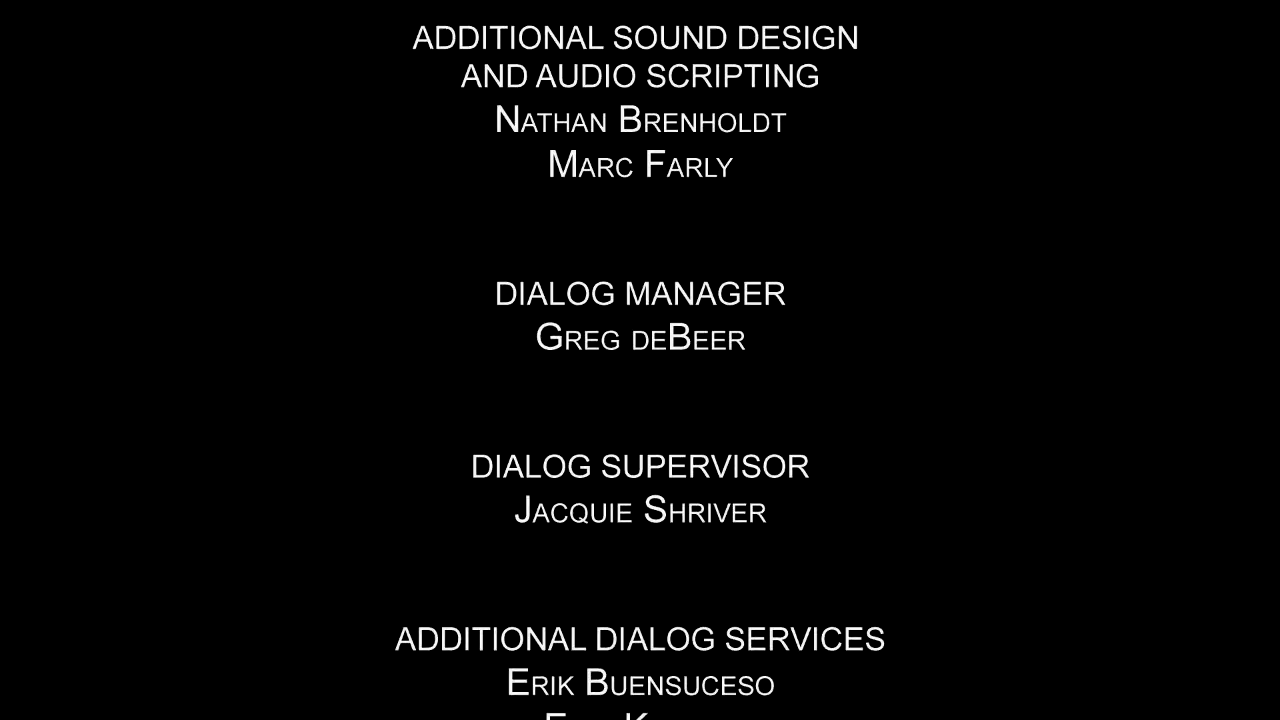 ADDITIONAL SOUND DESIGN
AND AUDIO SCRIPTING
NATHAN BRENHOLDT
MARC FARLY
DIALOG MANAGER
GREG DEBEER
DIALOG SUPERVISOR
JACQUIE SHRIVER
ADDITIONAL DIALOG SERVICES
ERIK BUENSUCESO